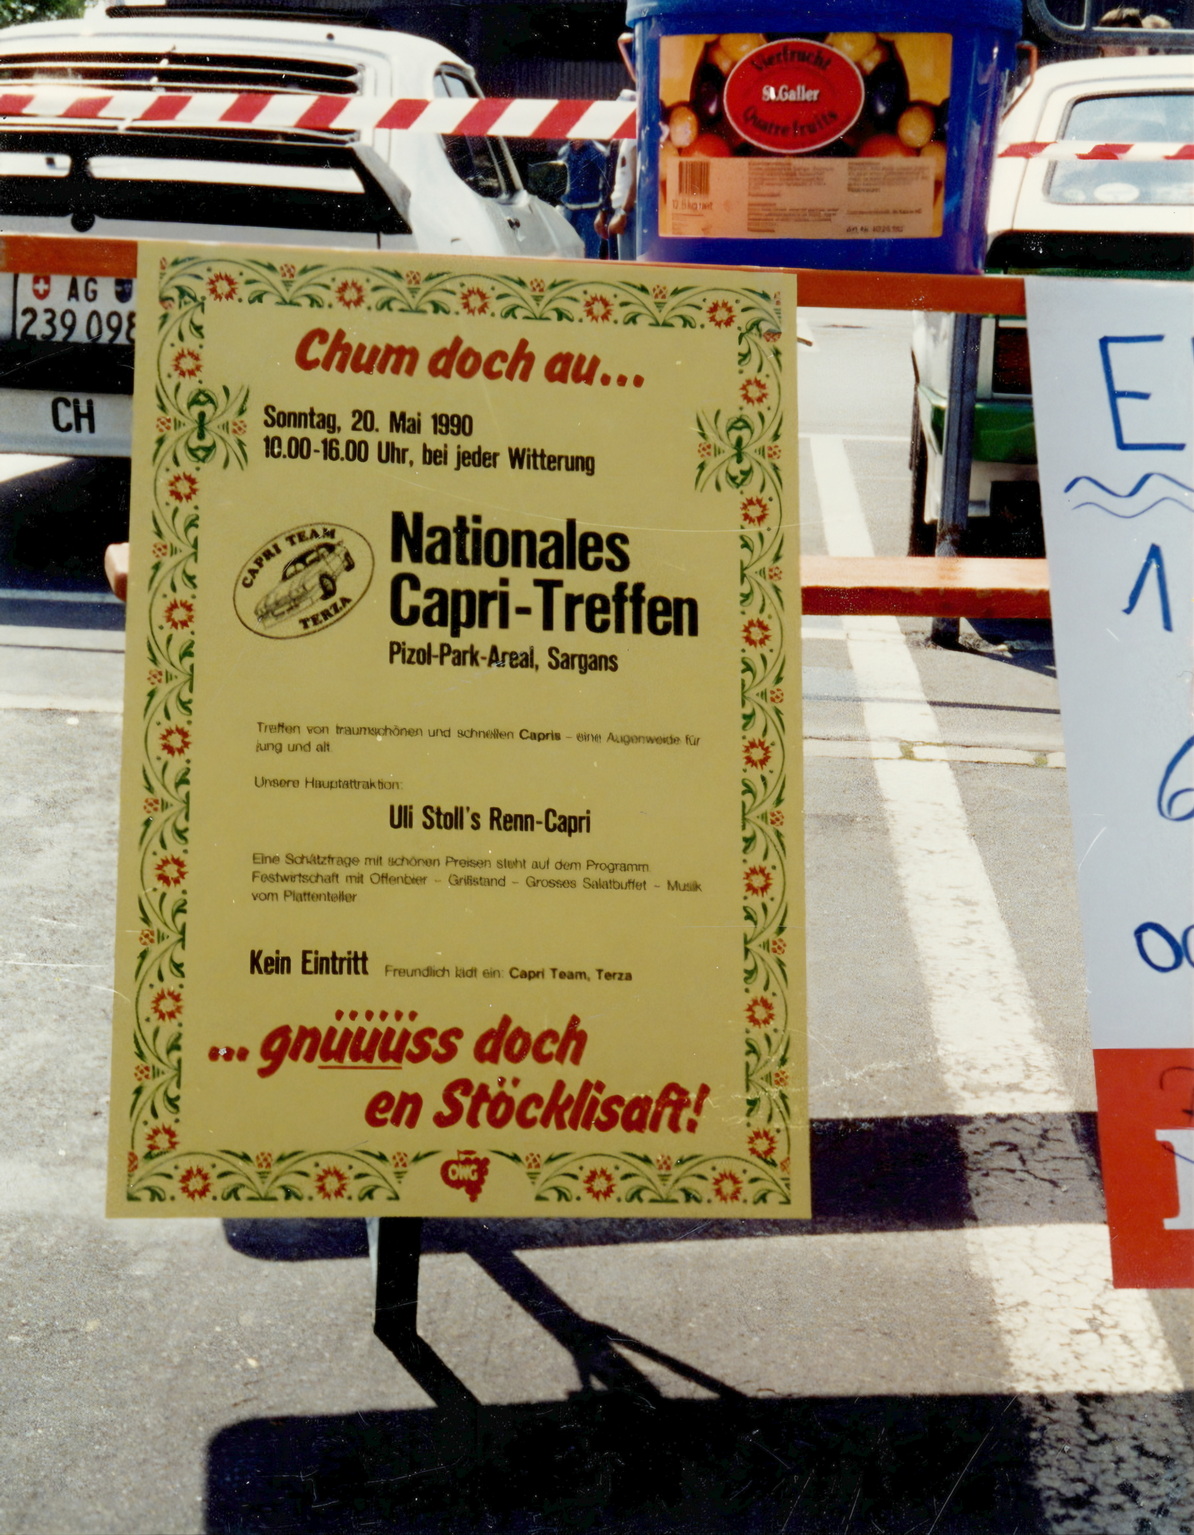 Vierfrucht
St.Galler
Quatre fruits
AG
239 098
CH
Chum doch au...
Sonntag, 20. Mai 1990
10.00-16.00 Uhr, bei jeder Witterung
CAPRI TEAM
TERZA
Nationales
Capri-Treffen
Pizol-Park-Areal, Sargans
Treffen von traumschönen und schnellen Capris – eine Augenweide für
jung und alt.
Unsere Hauptattraktion:
Uli Stoll's Renn-Capri
Eine Schätzfrage mit schönen Preisen steht auf dem Programm.
Festwirtschaft mit Offenbier – Grillstand – Grosses Salatbuffet – Musik
vom Plattenteller.
Kein Eintritt Freundlich lädt ein: Capri Team, Terza
... gnüüüüss doch
en Stöcklisaft!
OWG
E
1
6